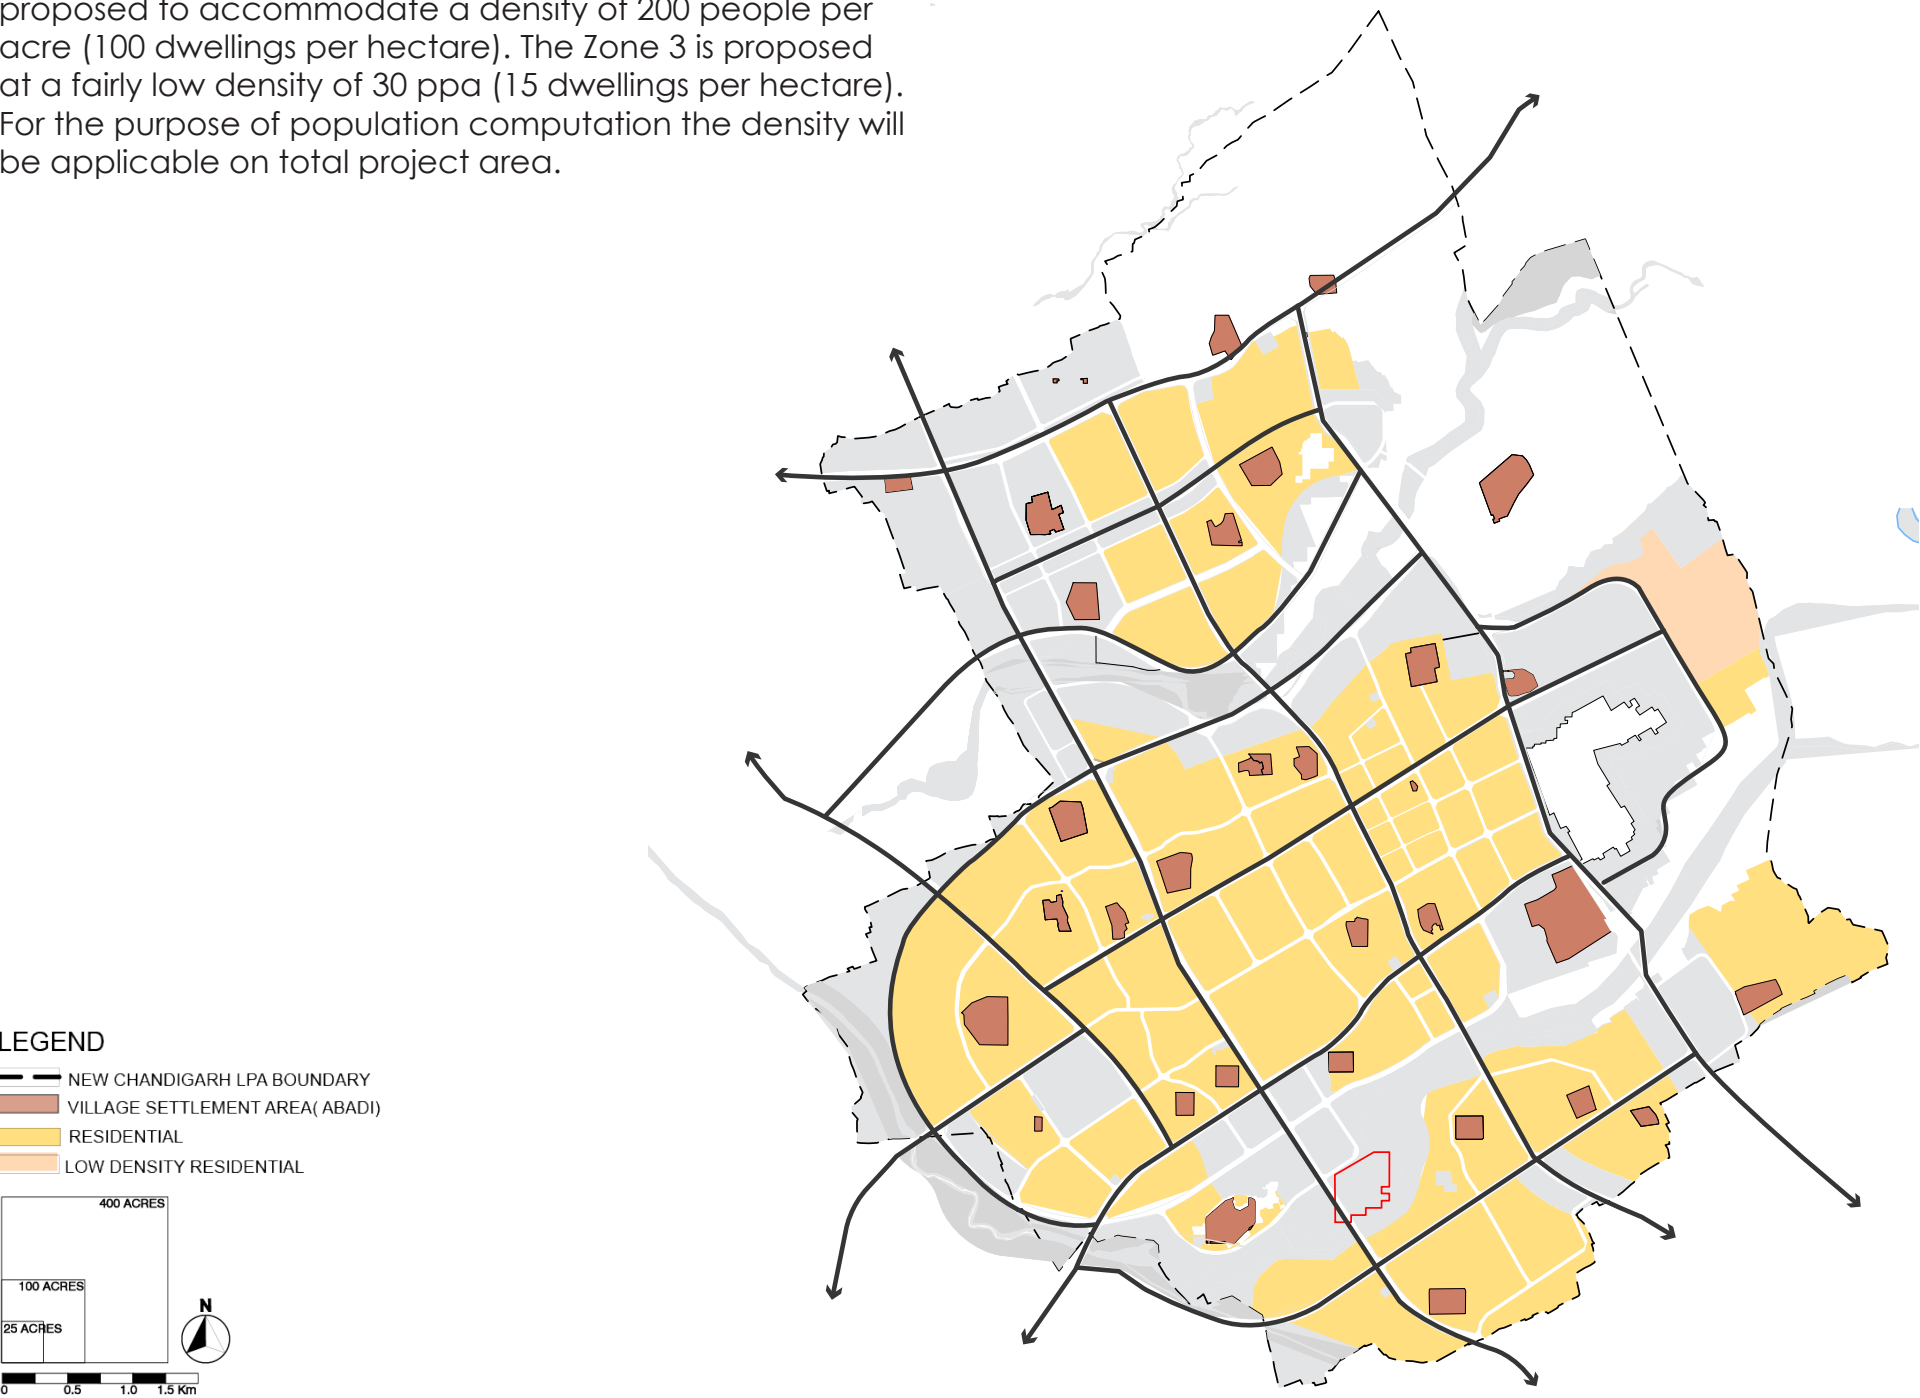 proposed to accommodate a density of 200 people per
acre (100 dwellings per hectare). The Zone 3 is proposed
at a fairly low density of 30 ppa (15 dwellings per hectare).
For the purpose of population computation the density will
be applicable on total project area.
LEGEND
NEW CHANDIGARH LPA BOUNDARY
VILLAGE SETTLEMENT AREA( ABADI)
RESIDENTIAL
LOW DENSITY RESIDENTIAL
400 ACRES
100 ACRES
25 ACRES
N
0 0.5 1.0 1.5 Km